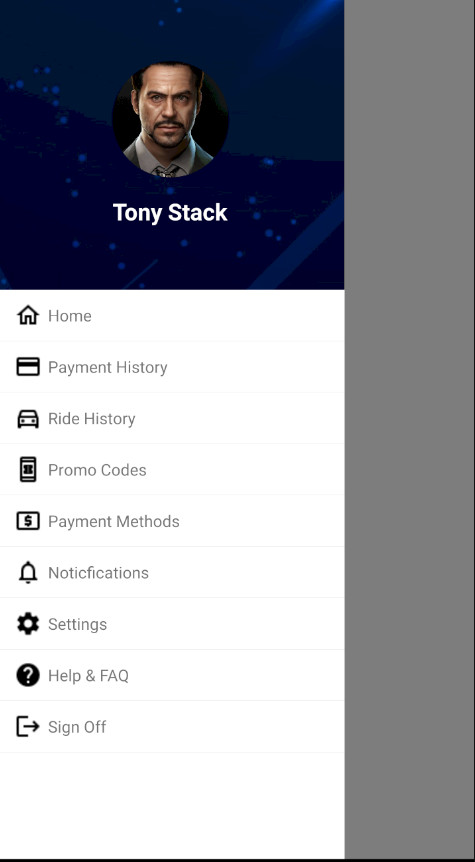 Tony Stack
Home
Payment History
Ride History
Promo Codes
Payment Methods
Noticfications
Settings
Help & FAQ
Sign Off